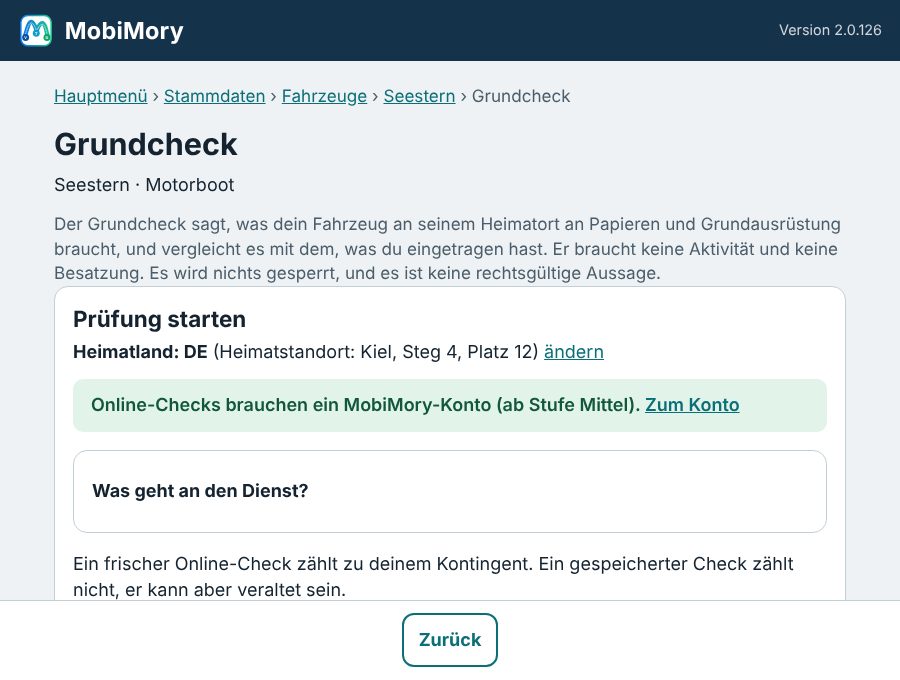 MobiMory
Version 2.0.126
Hauptmenü › Stammdaten › Fahrzeuge › Seestern › Grundcheck
Grundcheck
Seestern · Motorboot
Der Grundcheck sagt, was dein Fahrzeug an seinem Heimatort an Papieren und Grundausrüstung
braucht, und vergleicht es mit dem, was du eingetragen hast. Er braucht keine Aktivität und keine
Besatzung. Es wird nichts gesperrt, und es ist keine rechtsgültige Aussage.
Prüfung starten
Heimatland: DE (Heimatstandort: Kiel, Steg 4, Platz 12) ändern
Online-Checks brauchen ein MobiMory-Konto (ab Stufe Mittel). Zum Konto
Was geht an den Dienst?
Ein frischer Online-Check zählt zu deinem Kontingent. Ein gespeicherter Check zählt
nicht, er kann aber veraltet sein.
Zurück